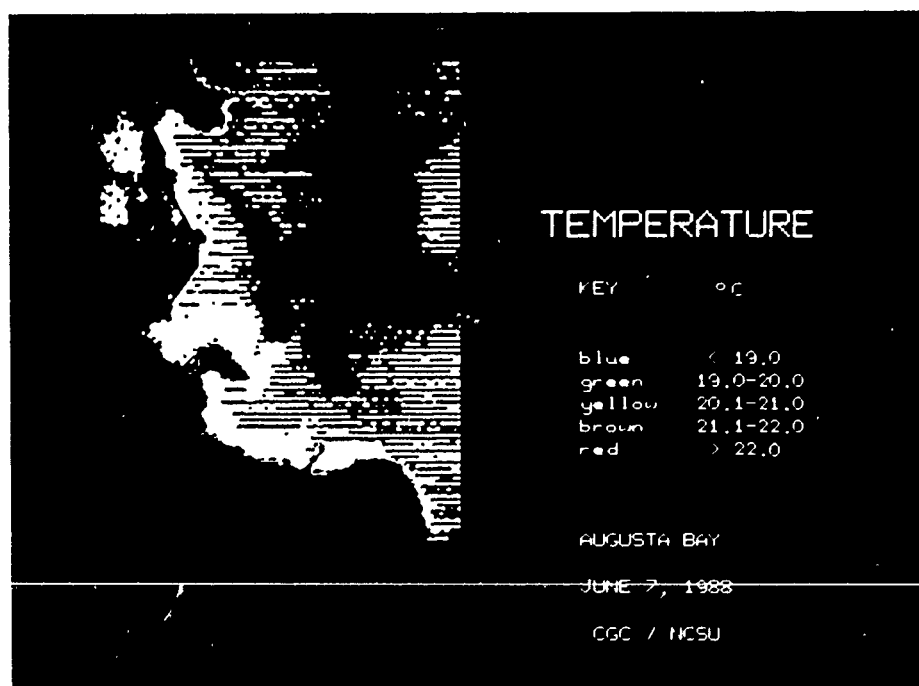 TEMPERATURE
KEY °C
blue < 19.0
green 19.0-20.0
yellow 20.1-21.0
brown 21.1-22.0
red > 22.0
AUGUSTA BAY
JUNE 7, 1988
CGC / NCSU